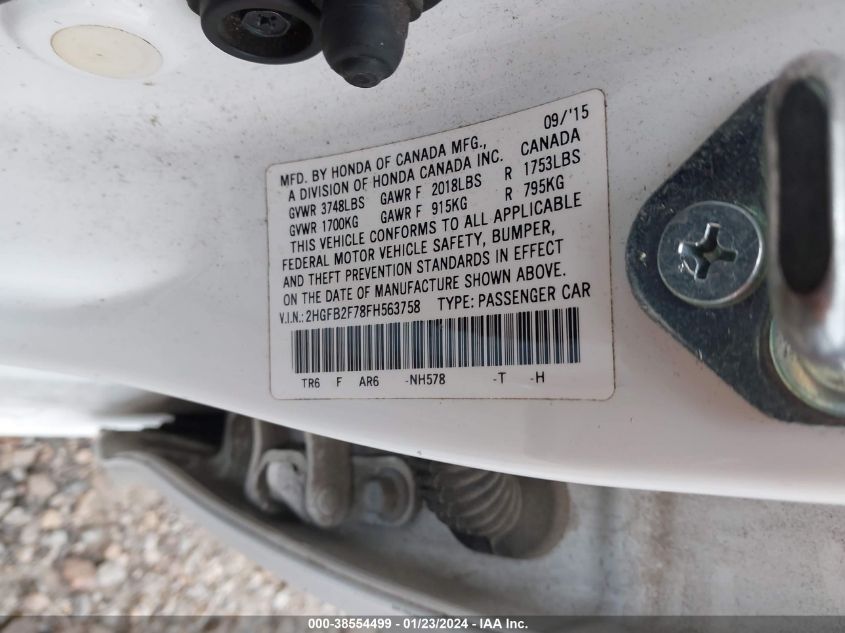 09/'15
MFD. BY HONDA OF CANADA MFG.,
A DIVISION OF HONDA CANADA INC. CANADA
GVWR 3748LBS GAWR F 2018LBS R 1753LBS
GVWR 1700KG GAWR F 915KG R 795KG
THIS VEHICLE CONFORMS TO ALL APPLICABLE
FEDERAL MOTOR VEHICLE SAFETY, BUMPER,
AND THEFT PREVENTION STANDARDS IN EFFECT
ON THE DATE OF MANUFACTURE SHOWN ABOVE.
V.I.N.: 2HGFB2F78FH563758 TYPE: PASSENGER CAR
TR6 F AR6 -NH578 -T -H
000-38554499 - 01/23/2024 - IAA Inc.